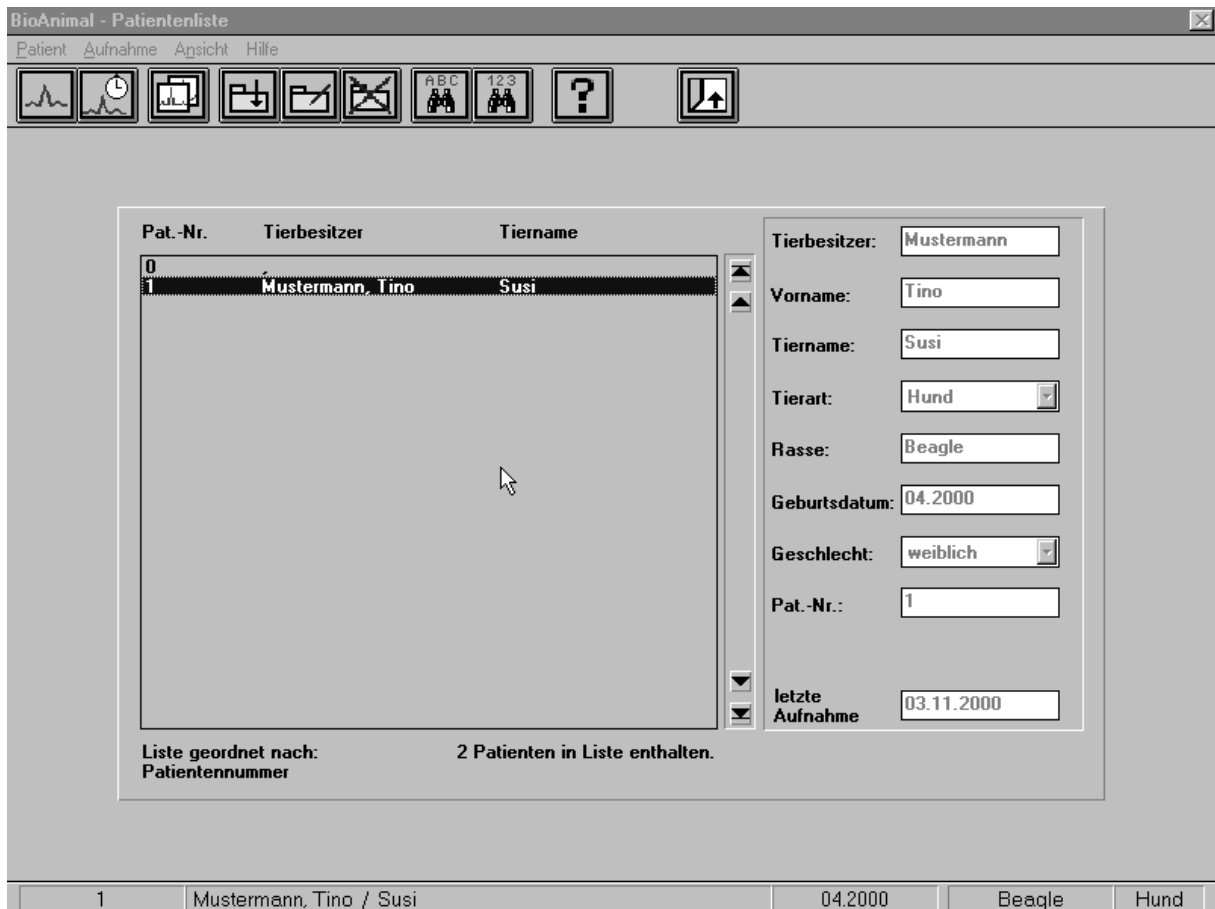 BioAnimal - Patientenliste
Patient Aufnahme Ansicht Hilfe
ABC 123 ?
Pat.-Nr. Tierbesitzer Tiername
0 ,
1 Mustermann, Tino Susi
Liste geordnet nach: 2 Patienten in Liste enthalten.
Patientennummer
Tierbesitzer: Mustermann
Vorname: Tino
Tiername: Susi
Tierart: Hund
Rasse: Beagle
Geburtsdatum: 04.2000
Geschlecht: weiblich
Pat.-Nr.: 1
letzte
Aufnahme 03.11.2000
1 Mustermann, Tino / Susi 04.2000 Beagle Hund